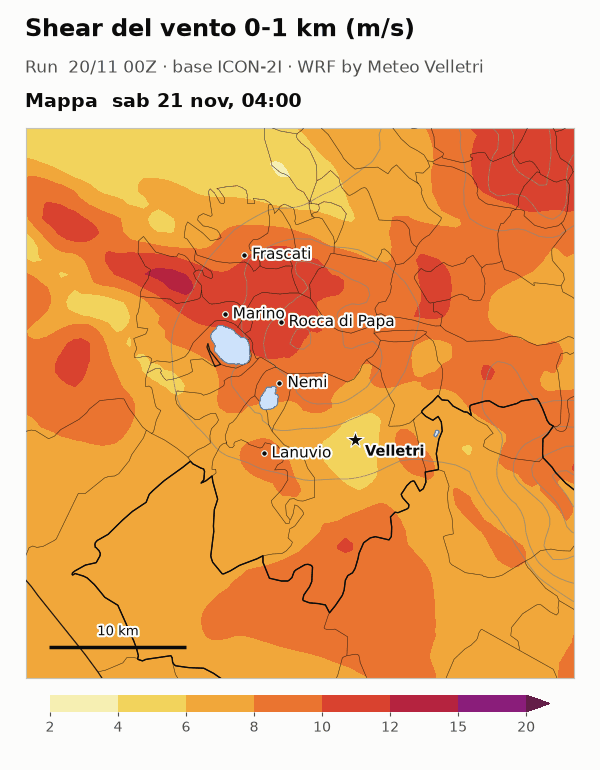 Shear del vento 0-1 km (m/s)
Run  20/11 00Z · base ICON-2I · WRF by Meteo Velletri
Mappa  sab 21 nov, 04:00
Frascati
Marino
Rocca di Papa
Nemi
Velletri
Lanuvio
10 km
2 4 6 8 10 12 15 20